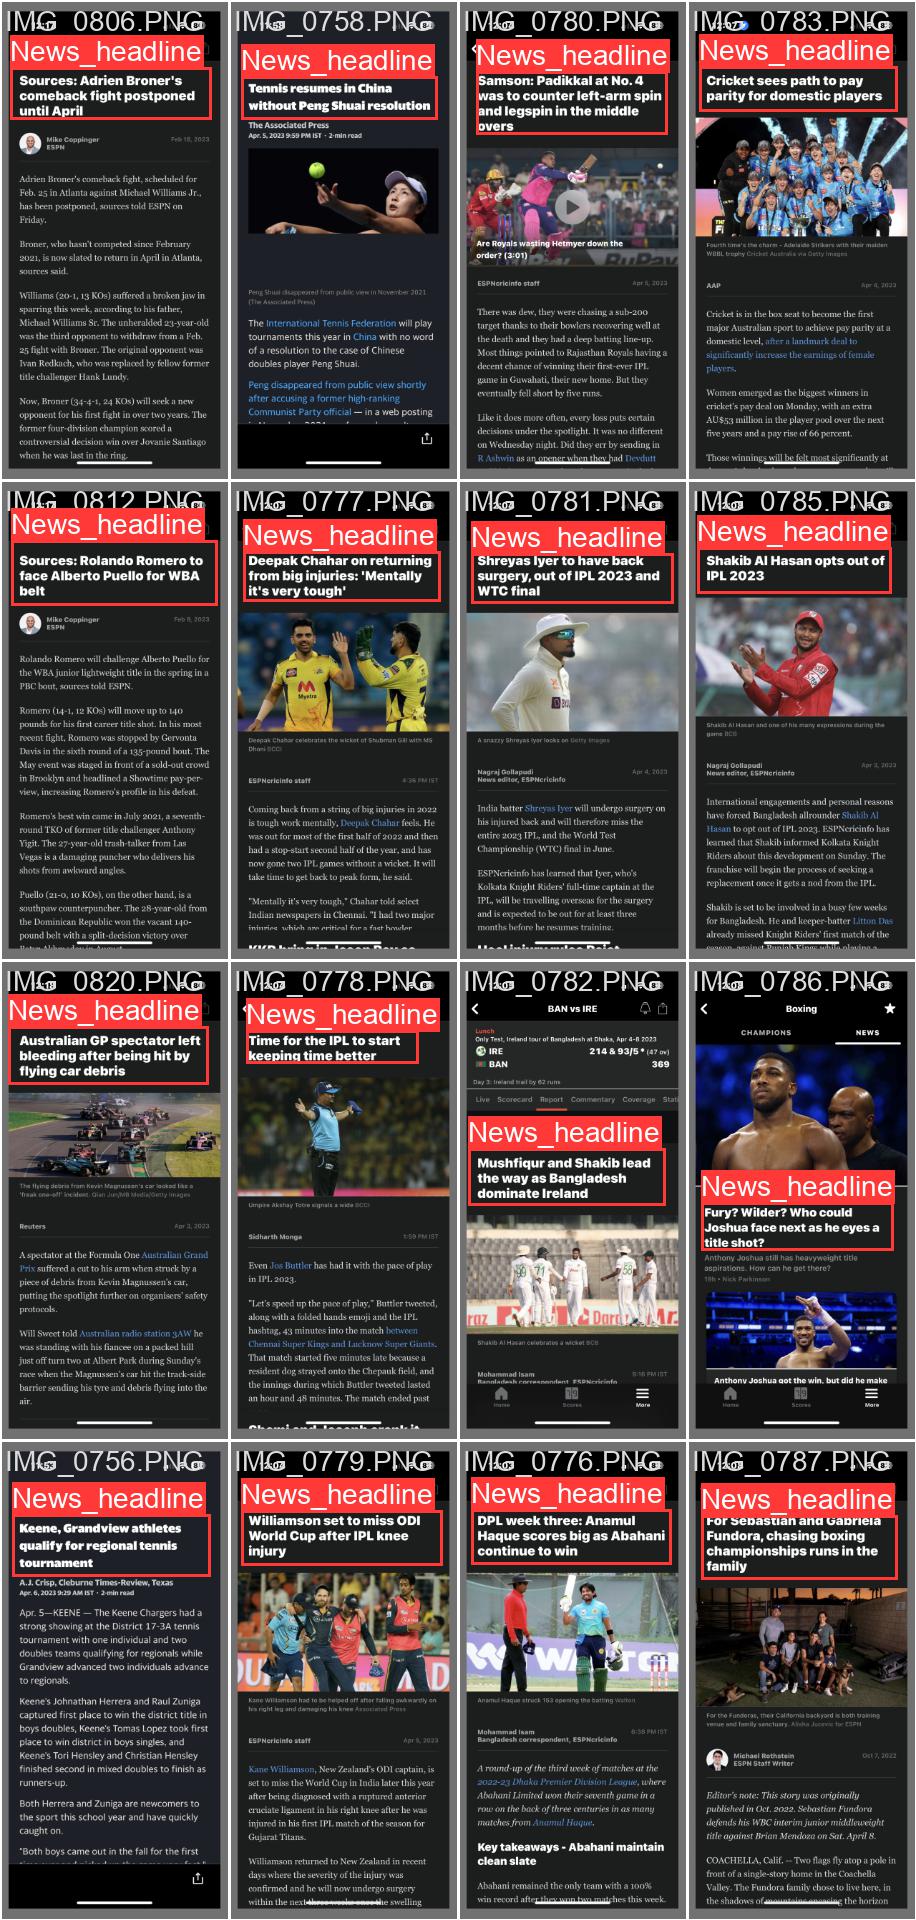 IMG_0806.PNG
News_headline
Sources: Adrien Broner's
comeback fight postponed
until April
Mike Coppinger
ESPN
Feb 18, 2023
Adrien Broner's comeback fight, scheduled for
Feb. 25 in Atlanta against Michael Williams Jr.,
has been postponed, sources told ESPN on
Friday.
Broner, who hasn't competed since February
2021, is now slated to return in April in Atlanta,
sources said.
Williams (20-1, 13 KOs) suffered a broken jaw in
sparring this week, according to his father,
Michael Williams Sr. The unheralded 23-year-old
was the third opponent to withdraw from a Feb.
25 fight with Broner. The original opponent was
Ivan Redkach, who was replaced by fellow former
title challenger Hank Lundy.
Now, Broner (34-4-1, 24 KOs) will seek a new
opponent for his first fight in over two years. The
former four-division champion scored a
controversial decision win over Jovanie Santiago
when he was last in the ring.
IMG_0758.PNG
News_headline
Tennis resumes in China
without Peng Shuai resolution
The Associated Press
Apr. 5, 2023 9:59 PM IST · 2-min read
Peng Shuai disappeared from public view in November 2021
(The Associated Press)
The International Tennis Federation will play
tournaments this year in China with no word
of a resolution to the case of Chinese
doubles player Peng Shuai.
Peng disappeared from public view shortly
after accusing a former high-ranking
Communist Party official — in a web posting
IMG_0780.PNG
News_headline
Samson: Padikkal at No. 4
was to counter left-arm spin
and legspin in the middle
overs
Are Royals wasting Hetmyer down the
order? (3:01)
ESPNcricinfo staff
Apr 5, 2023
There was dew, they were chasing a sub-200
target thanks to their bowlers recovering well at
the death and they had a deep batting line-up.
Most things pointed to Rajasthan Royals having a
decent chance of winning their first-ever IPL
game in Guwahati, their new home. But they
eventually fell short by five runs.
Like it does more often, every loss puts certain
decisions under the spotlight. It was no different
on Wednesday night. Did they err by sending in
R Ashwin as an opener when they had Devdutt
IMG_0783.PNG
News_headline
Cricket sees path to pay
parity for domestic players
Fourth time's the charm - Adelaide Strikers with their maiden
WBBL trophy Cricket Australia via Getty Images
AAP
Apr 4, 2023
Cricket is in the box seat to become the first
major Australian sport to achieve pay parity at a
domestic level, after a landmark deal to
significantly increase the earnings of female
players.
Women emerged as the biggest winners in
cricket's pay deal on Monday, with an extra
AU$53 million in the player pool over the next
five years and a pay rise of 66 percent.
Those winnings will be felt most significantly at
IMG_0812.PNG
News_headline
Sources: Rolando Romero to
face Alberto Puello for WBA
belt
Mike Coppinger
ESPN
Feb 9, 2023
Rolando Romero will challenge Alberto Puello for
the WBA junior lightweight title in the spring in a
PBC bout, sources told ESPN.
Romero (14-1, 12 KOs) will move up to 140
pounds for his first career title shot. In his most
recent fight, Romero was stopped by Gervonta
Davis in the sixth round of a 135-pound bout. The
May event was staged in front of a sold-out crowd
in Brooklyn and headlined a Showtime pay-per-
view, increasing Romero's profile in his defeat.
Romero's best win came in July 2021, a seventh-
round TKO of former title challenger Anthony
Yigit. The 27-year-old trash-talker from Las
Vegas is a damaging puncher who delivers his
shots from awkward angles.
Puello (21-0, 10 KOs), on the other hand, is a
southpaw counterpuncher. The 28-year-old from
the Dominican Republic won the vacant 140-
pound belt with a split-decision victory over
IMG_0777.PNG
News_headline
Deepak Chahar on returning
from big injuries: 'Mentally
it's very tough'
Myntra
Deepak Chahar celebrates the wicket of Shubman Gill with MS
Dhoni BCCI
ESPNcricinfo staff
4:36 PM IST
Coming back from a string of big injuries in 2022
is tough work mentally, Deepak Chahar feels. He
was out for most of the first half of 2022 and then
had a stop-start second half of the year, and has
now gone two IPL games without a wicket. It will
take time to get back to peak form, he said.
"Mentally it's very tough," Chahar told select
Indian newspapers in Chennai. "I had two major
injuries, which are critical for a fast bowler
IMG_0781.PNG
News_headline
Shreyas Iyer to have back
surgery, out of IPL 2023 and
WTC final
A snazzy Shreyas Iyer looks on Getty Images
Nagraj Gollapudi
News editor, ESPNcricinfo
Apr 4, 2023
India batter Shreyas Iyer will undergo surgery on
his injured back and will therefore miss the
entire 2023 IPL, and the World Test
Championship (WTC) final in June.
ESPNcricinfo has learned that Iyer, who's
Kolkata Knight Riders' full-time captain at the
IPL, will be travelling overseas for the surgery
and is expected to be out for at least three
months before he resumes training.
IMG_0785.PNG
News_headline
Shakib Al Hasan opts out of
IPL 2023
Shakib Al Hasan and one of his many expressions during the
game BCB
Nagraj Gollapudi
News editor, ESPNcricinfo
Apr 3, 2023
International engagements and personal reasons
have forced Bangladesh allrounder Shakib Al
Hasan to opt out of IPL 2023. ESPNcricinfo has
learned that Shakib informed Kolkata Knight
Riders about this development on Sunday. The
franchise will begin the process of seeking a
replacement once it gets a nod from the IPL.
Shakib is set to be involved in a busy few weeks
for Bangladesh. He and keeper-batter Litton Das
already missed Knight Riders' first match of the
season, against Punjab Kings while playing a
IMG_0820.PNG
News_headline
Australian GP spectator left
bleeding after being hit by
flying car debris
The flying debris from Kevin Magnussen's car looked like a
'freak one-off' incident. Qian Jun/MB Media/Getty Images
Reuters
Apr 3, 2023
A spectator at the Formula One Australian Grand
Prix suffered a cut to his arm when struck by a
piece of debris from Kevin Magnussen's car,
putting the spotlight further on organisers' safety
protocols.
Will Sweet told Australian radio station 3AW he
was standing with his fiancee on a packed hill
just off turn two at Albert Park during Sunday's
race when the Magnussen's car hit the track-side
barrier sending his tyre and debris flying into the
air.
IMG_0778.PNG
News_headline
Time for the IPL to start
keeping time better
Umpire Akshay Totre signals a wide BCCI
Sidharth Monga
1:59 PM IST
Even Jos Buttler has had it with the pace of play
in IPL 2023.
"Let's speed up the pace of play," Buttler tweeted,
along with a folded hands emoji and the IPL
hashtag, 43 minutes into the match between
Chennai Super Kings and Lucknow Super Giants.
That match started five minutes late because a
resident dog strayed onto the Chepauk field, and
the innings during which Buttler tweeted lasted
an hour and 48 minutes. The match ended past
IMG_0782.PNG
BAN vs IRE
Lunch
Only Test, Ireland tour of Bangladesh at Dhaka, Apr 4-8 2023
IRE 214 & 93/5 * (47 ov)
BAN 369
Day 3: Ireland trail by 62 runs
Live Scorecard Report Commentary Coverage Stati
News_headline
Mushfiqur and Shakib lead
the way as Bangladesh
dominate Ireland
Shakib Al Hasan celebrates a wicket BCB
Mohammad Isam
Bangladesh correspondent, ESPNcricinfo
5:16 PM IST
Home
Scores
More
IMG_0786.PNG
Boxing
CHAMPIONS
NEWS
News_headline
Fury? Wilder? Who could
Joshua face next as he eyes a
title shot?
Anthony Joshua still has heavyweight title
aspirations. How can he get there?
19h • Nick Parkinson
Anthony Joshua got the win, but did he make
Home
Scores
More
IMG_0756.PNG
News_headline
Keene, Grandview athletes
qualify for regional tennis
tournament
A.J. Crisp, Cleburne Times-Review, Texas
Apr. 6, 2023 9:29 AM IST · 2-min read
Apr. 5—KEENE — The Keene Chargers had a
strong showing at the District 17-3A tennis
tournament with one individual and two
doubles teams qualifying for regionals while
Grandview advanced two individuals advance
to regionals.
Keene's Johnathan Herrera and Raul Zuniga
captured first place to win the district title in
boys doubles, Keene's Tomas Lopez took first
place to win district in boys singles, and
Keene's Tori Hensley and Christian Hensley
finished second in mixed doubles to finish as
runners-up.
Both Herrera and Zuniga are newcomers to
the sport this school year and have quickly
caught on.
"Both boys came out in the fall for the first
IMG_0779.PNG
News_headline
Williamson set to miss ODI
World Cup after IPL knee
injury
Kane Williamson had to be helped off after falling awkwardly on
his right leg and damaging his knee Associated Press
ESPNcricinfo staff
Apr 5, 2023
Kane Williamson, New Zealand's ODI captain, is
set to miss the World Cup in India later this year
after being diagnosed with a ruptured anterior
cruciate ligament in his right knee after he was
injured in his first IPL match of the season for
Gujarat Titans.
Williamson returned to New Zealand in recent
days where the severity of the injury was
confirmed and he will now undergo surgery
within the next three weeks once the swelling
IMG_0776.PNG
News_headline
DPL week three: Anamul
Haque scores big as Abahani
continue to win
Anamul Haque struck 153 opening the batting Walton
Mohammad Isam
Bangladesh correspondent, ESPNcricinfo
6:38 PM IST
A round-up of the third week of matches at the
2022-23 Dhaka Premier Division League, where
Abahani Limited won their seventh game in a
row on the back of three centuries in as many
matches from Anamul Haque.
Key takeaways - Abahani maintain
clean slate
Abahani remained the only team with a 100%
win record after they won two matches this week.
IMG_0787.PNG
News_headline
For Sebastian and Gabriela
Fundora, chasing boxing
championships runs in the
family
For the Fundoras, their California backyard is both training
venue and family sanctuary. Alisha Jucevic for ESPN
Michael Rothstein
ESPN Staff Writer
Oct 7, 2022
Editor's note: This story was originally
published in Oct. 2022. Sebastian Fundora
defends his WBC interim junior middleweight
title against Brian Mendoza on Sat. April 8.
COACHELLA, Calif. -- Two flags fly atop a pole in
front of a single-story home in the Coachella
Valley. The Fundora family chose to live here, in
the shadows of mountains encasing the horizon